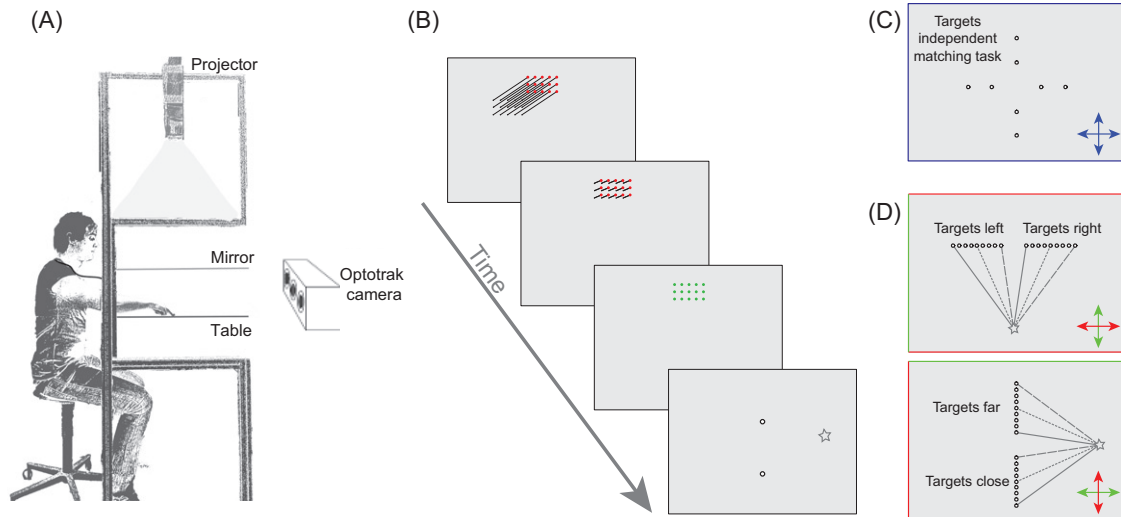 (A)
Projector
Mirror
Optotrak
camera
Table
(B)
Time
(C)
Targets
independent
matching task
(D)
Targets left
Targets right
Targets far
Targets close